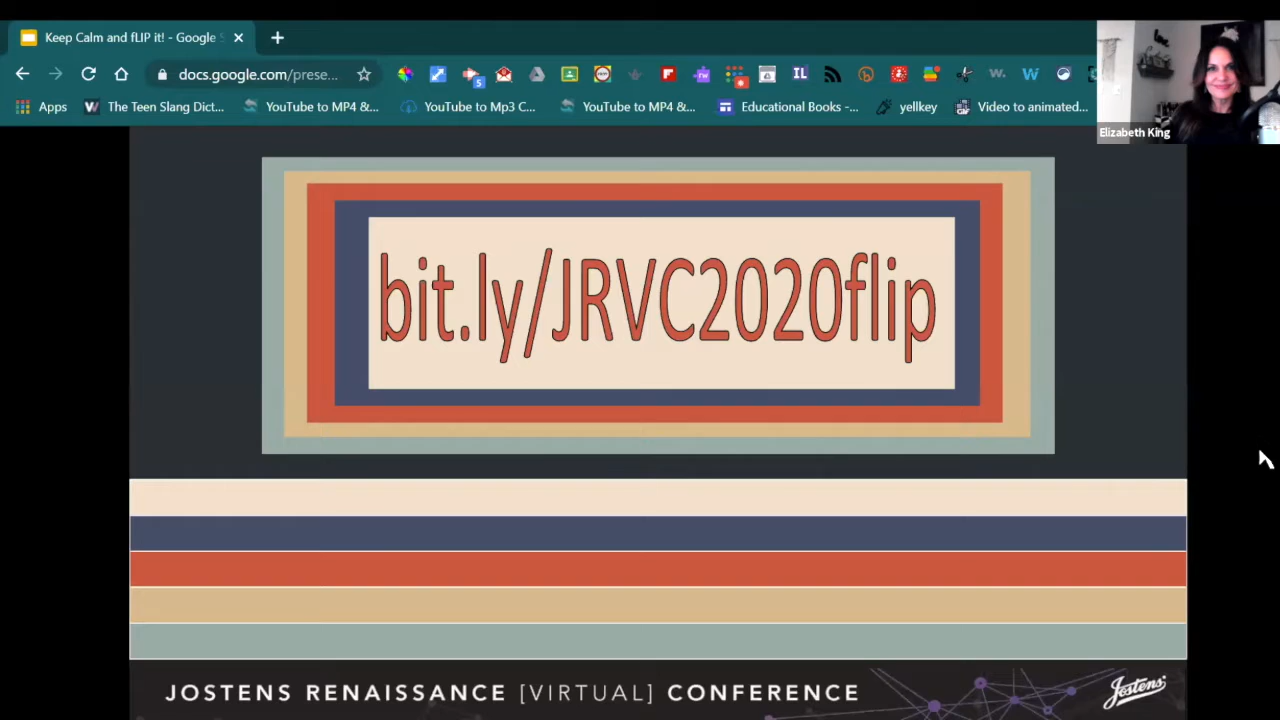 Keep Calm and fLIP it! - Google S
docs.google.com/prese...
Apps
The Teen Slang Dict...
YouTube to MP4 &...
YouTube to Mp3 C...
YouTube to MP4 &...
Educational Books -...
yellkey
Video to animated...
Elizabeth King
bit.ly/JRVC2020flip
JOSTENS RENAISSANCE [VIRTUAL] CONFERENCE
Jostens